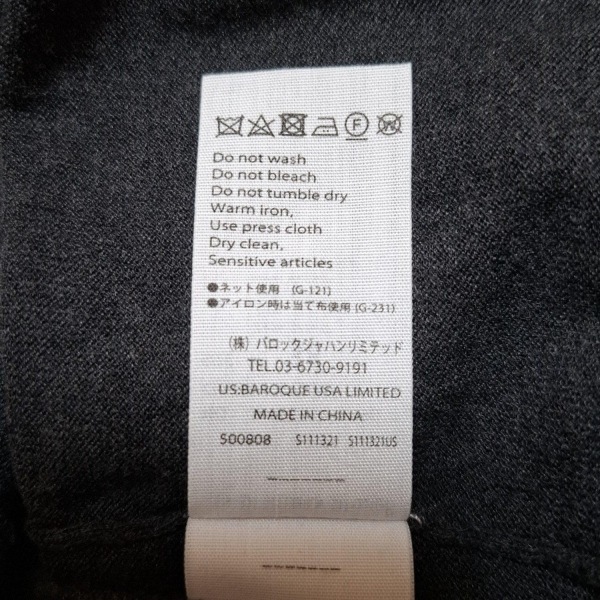 Do not wash
Do not bleach
Do not tumble dry
Warm iron,
Use press cloth
Dry clean,
Sensitive articles
●ネット使用 (G-121)
●アイロン時は当て布使用 (G-231)
(株) バロックジャパンリミテッド
TEL.03-6730-9191
US.BAROQUE USA LIMITED
MADE IN CHINA
500808 S111321 S111321US